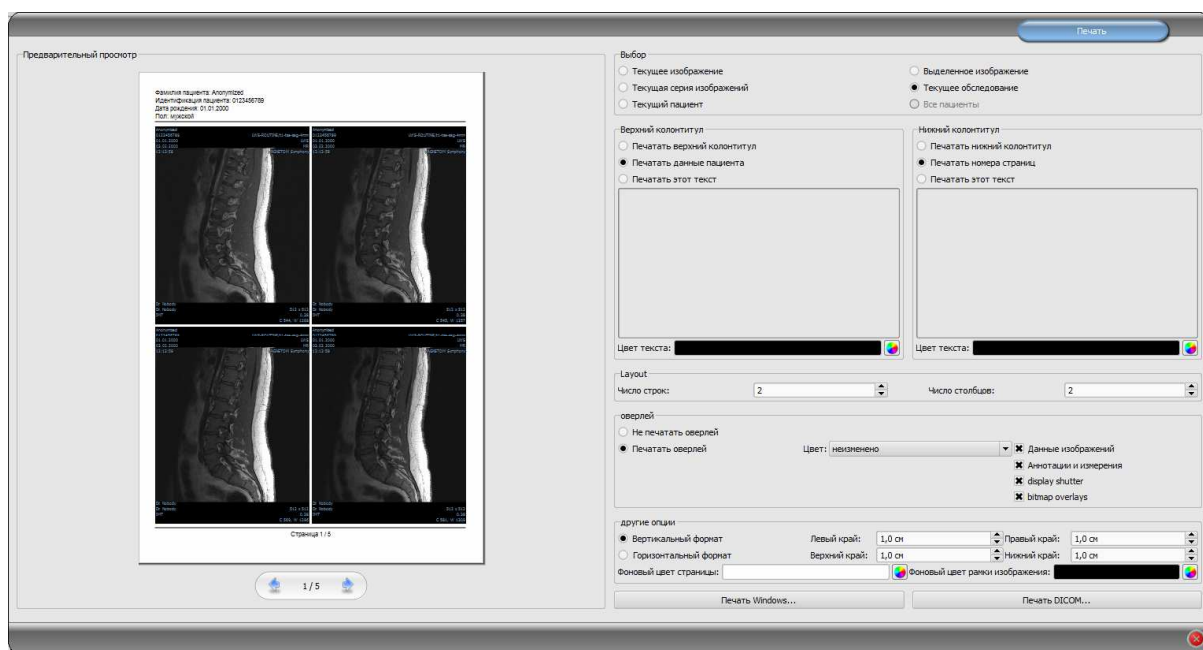 Печать
Предварительный просмотр
Фамилия пациента: Anonymized
Идентификация пациента: 0123456789
Дата рождения: 01.01.2000
Пол: мужской
Страница 1 / 5
1 / 5
Выбор
Текущее изображение
Выделенное изображение
Текущая серия изображений
Текущее обследование
Текущий пациент
Все пациенты
Верхний колонтитул
Печатать верхний колонтитул
Печатать данные пациента
Печатать этот текст
Цвет текста:
Нижний колонтитул
Печатать нижний колонтитул
Печатать номера страниц
Печатать этот текст
Цвет текста:
Layout
Число строк: 2
Число столбцов: 2
оверлей
Не печатать оверлей
Печатать оверлей
Цвет: неизменено
Данные изображений
Аннотации и измерения
display shutter
bitmap overlays
другие опции
Вертикальный формат
Левый край: 1,0 см
Правый край: 1,0 см
Горизонтальный формат
Верхний край: 1,0 см
Нижний край: 1,0 см
Фоновый цвет страницы:
Фоновый цвет рамки изображения:
Печать Windows...
Печать DICOM...